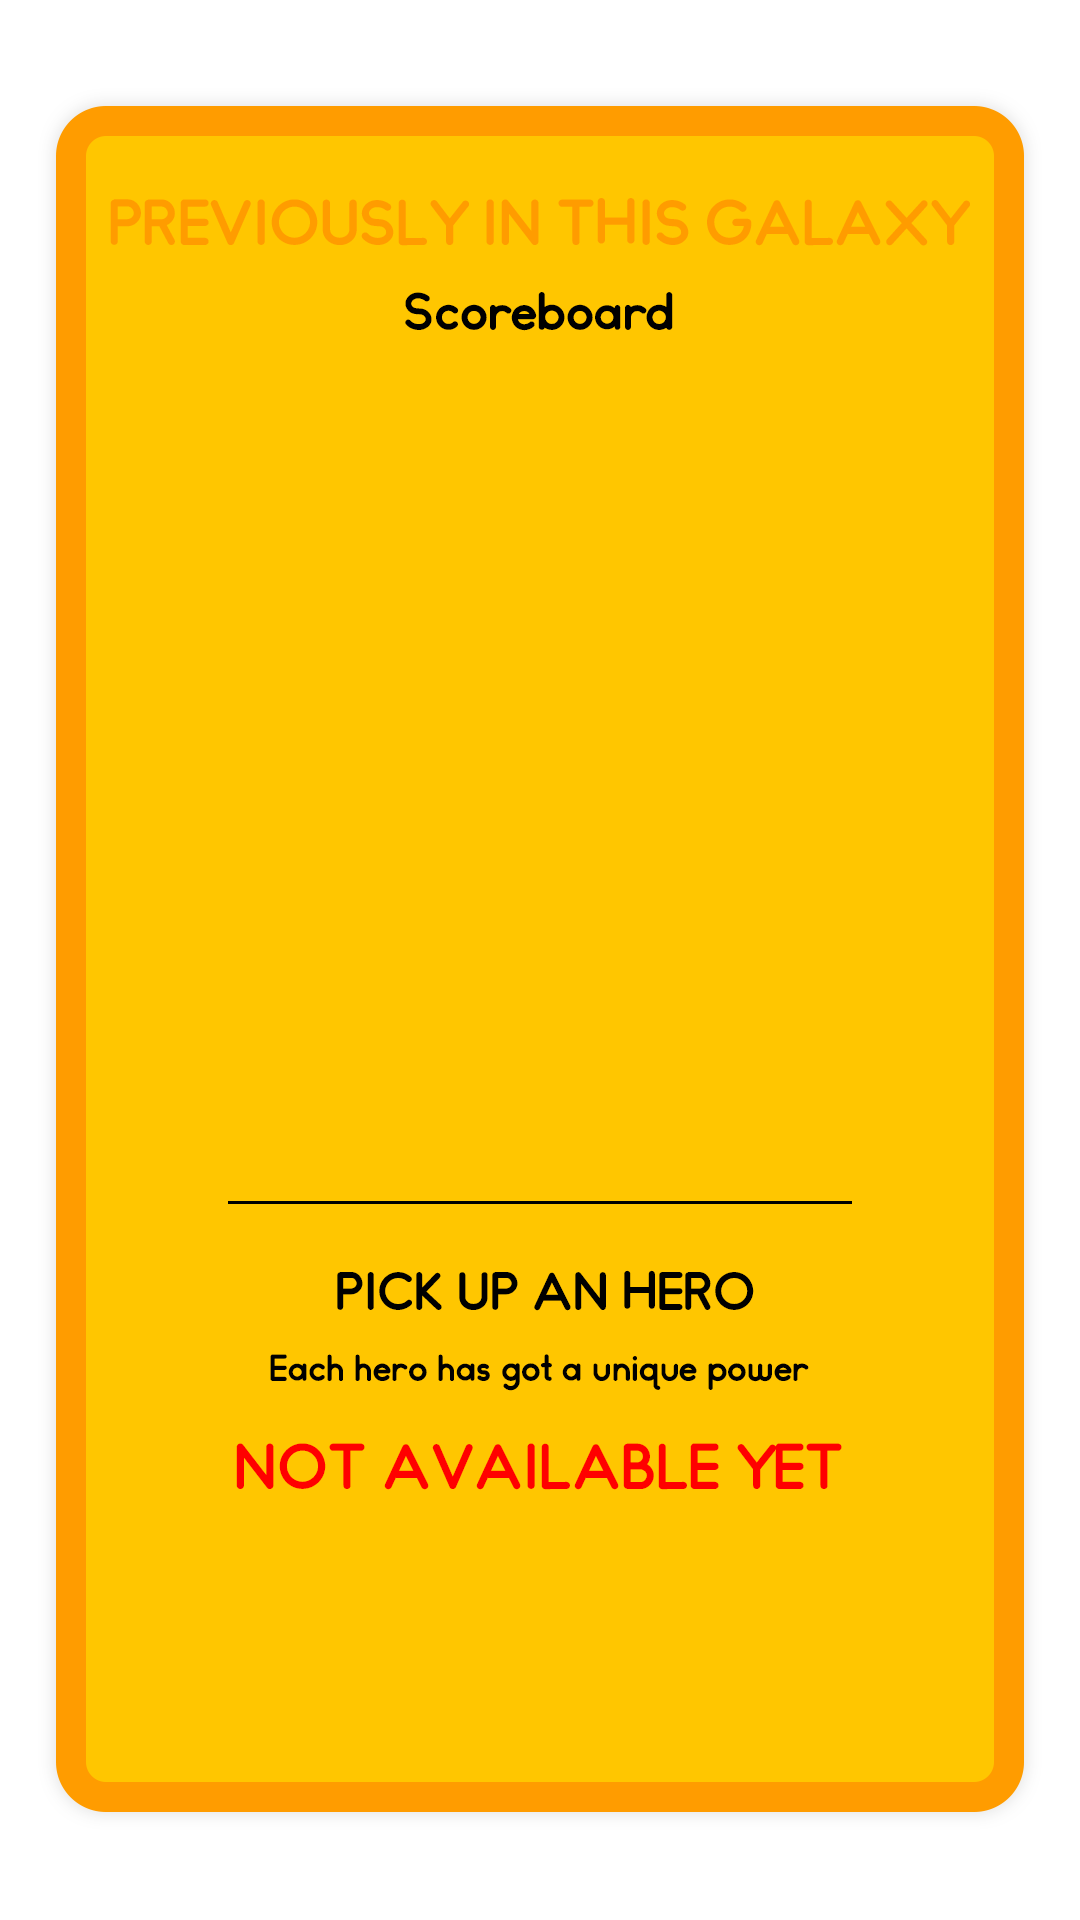 PREVIOUSLY IN THIS GALAXY
Scoreboard
PICK UP AN HERO
Each hero has got a unique power
NOT AVAILABLE YET